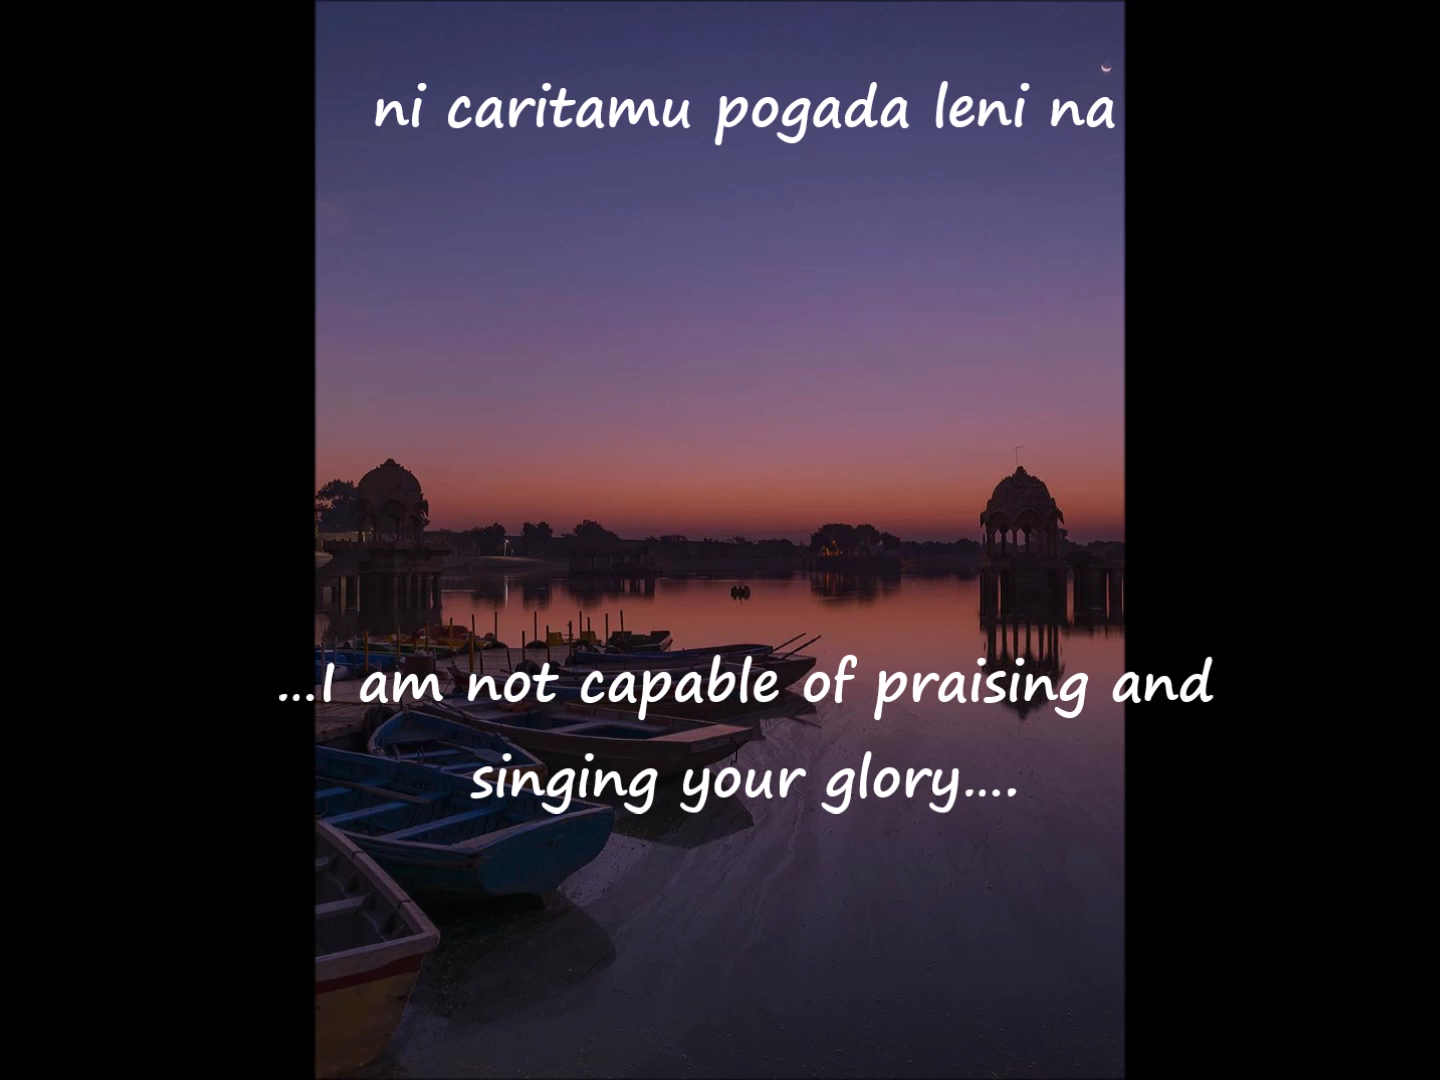 ni caritamu pogada leni na
...I am not capable of praising and
singing your glory....